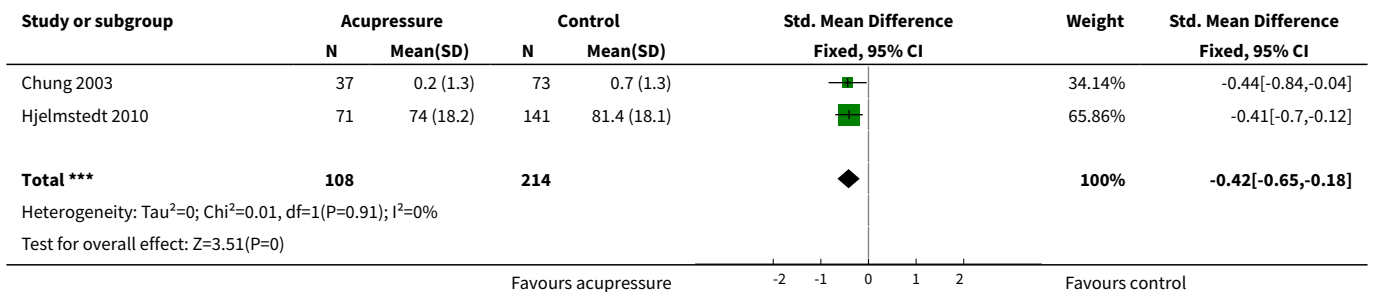 Study or subgroup Acupressure Control Std. Mean Difference Weight Std. Mean Difference
N Mean(SD) N Mean(SD) Fixed, 95% CI Fixed, 95% CI
Chung 2003 37 0.2 (1.3) 73 0.7 (1.3) 34.14% -0.44[-0.84,-0.04]
Hjelmstedt 2010 71 74 (18.2) 141 81.4 (18.1) 65.86% -0.41[-0.7,-0.12]
Total *** 108 214 100% -0.42[-0.65,-0.18]
Heterogeneity: Tau²=0; Chi²=0.01, df=1(P=0.91); I²=0%
Test for overall effect: Z=3.51(P=0)
Favours acupressure -2 -1 0 1 2 Favours control